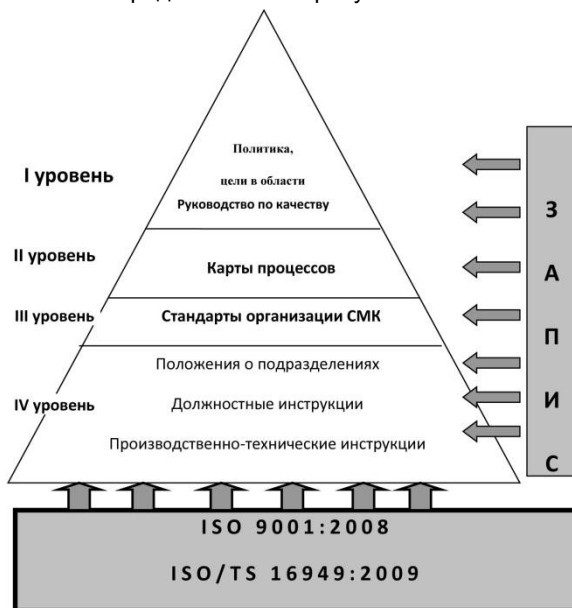 I уровень
Политика,
цели в области
Руководство по качеству
II уровень
Карты процессов
III уровень
Стандарты организации СМК
IV уровень
Положения о подразделениях
Должностные инструкции
Производственно-технические инструкции
З
А
П
И
С
ISO 9001:2008
ISO/TS 16949:2009